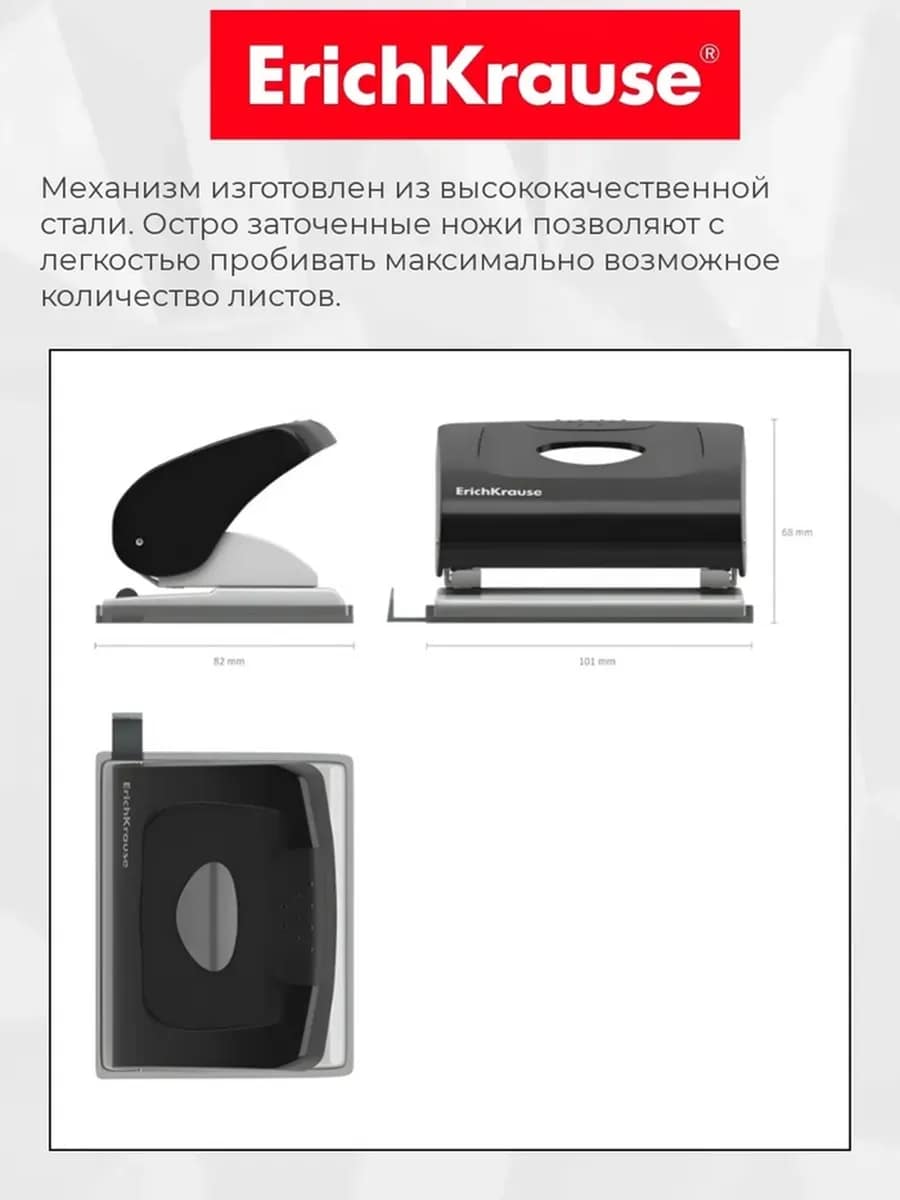 ErichKrause®
Механизм изготовлен из высококачественной
стали. Остро заточенные ножи позволяют с
легкостью пробивать максимально возможное
количество листов.
ErichKrause
68 mm
82 mm
101 mm
ErichKrause